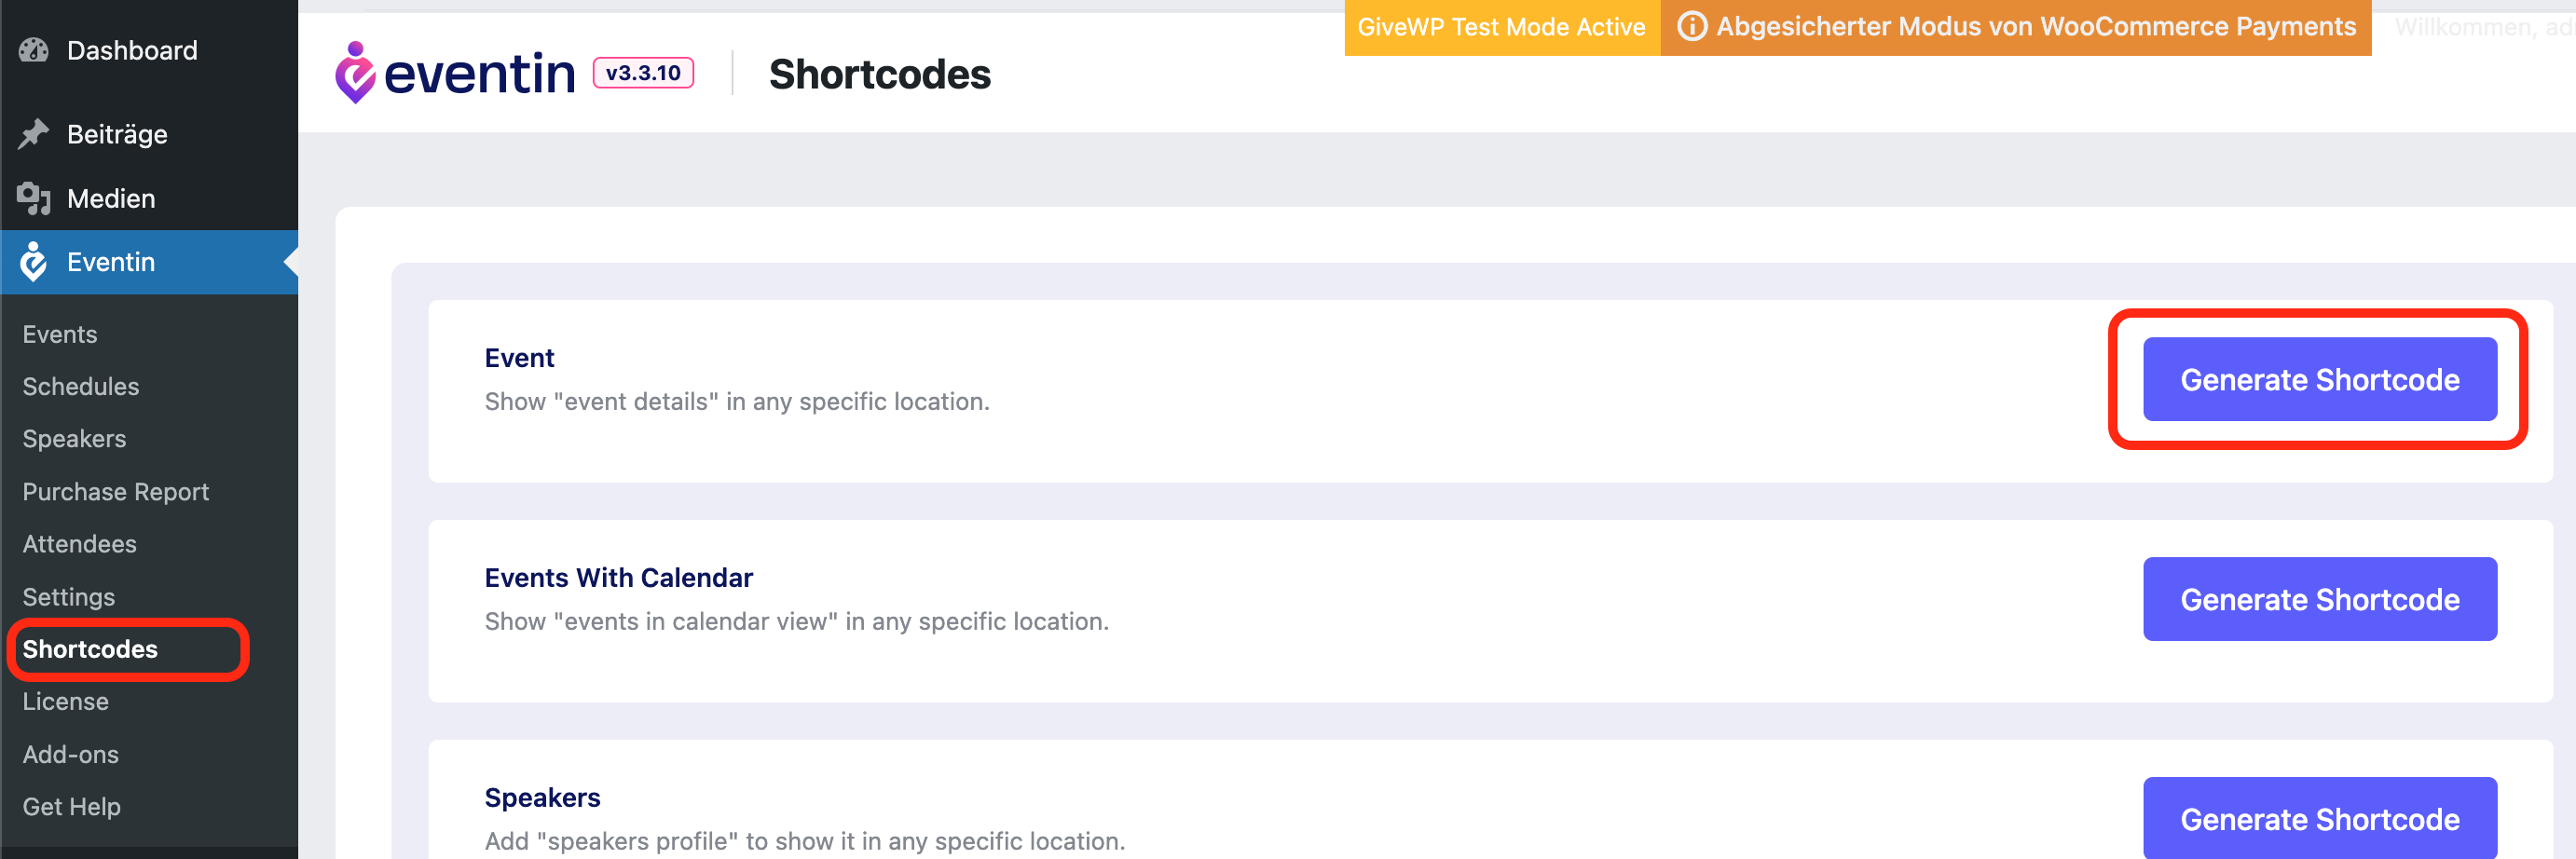 GiveWP Test Mode Active
Abgesicherter Modus von WooCommerce Payments
Willkommen,
Dashboard
Beiträge
Medien
Eventin
Events
Schedules
Speakers
Purchase Report
Attendees
Settings
Shortcodes
License
Add-ons
Get Help
eventin v3.3.10
Shortcodes
Event
Show "event details" in any specific location.
Generate Shortcode
Events With Calendar
Show "events in calendar view" in any specific location.
Generate Shortcode
Speakers
Add "speakers profile" to show it in any specific location.
Generate Shortcode